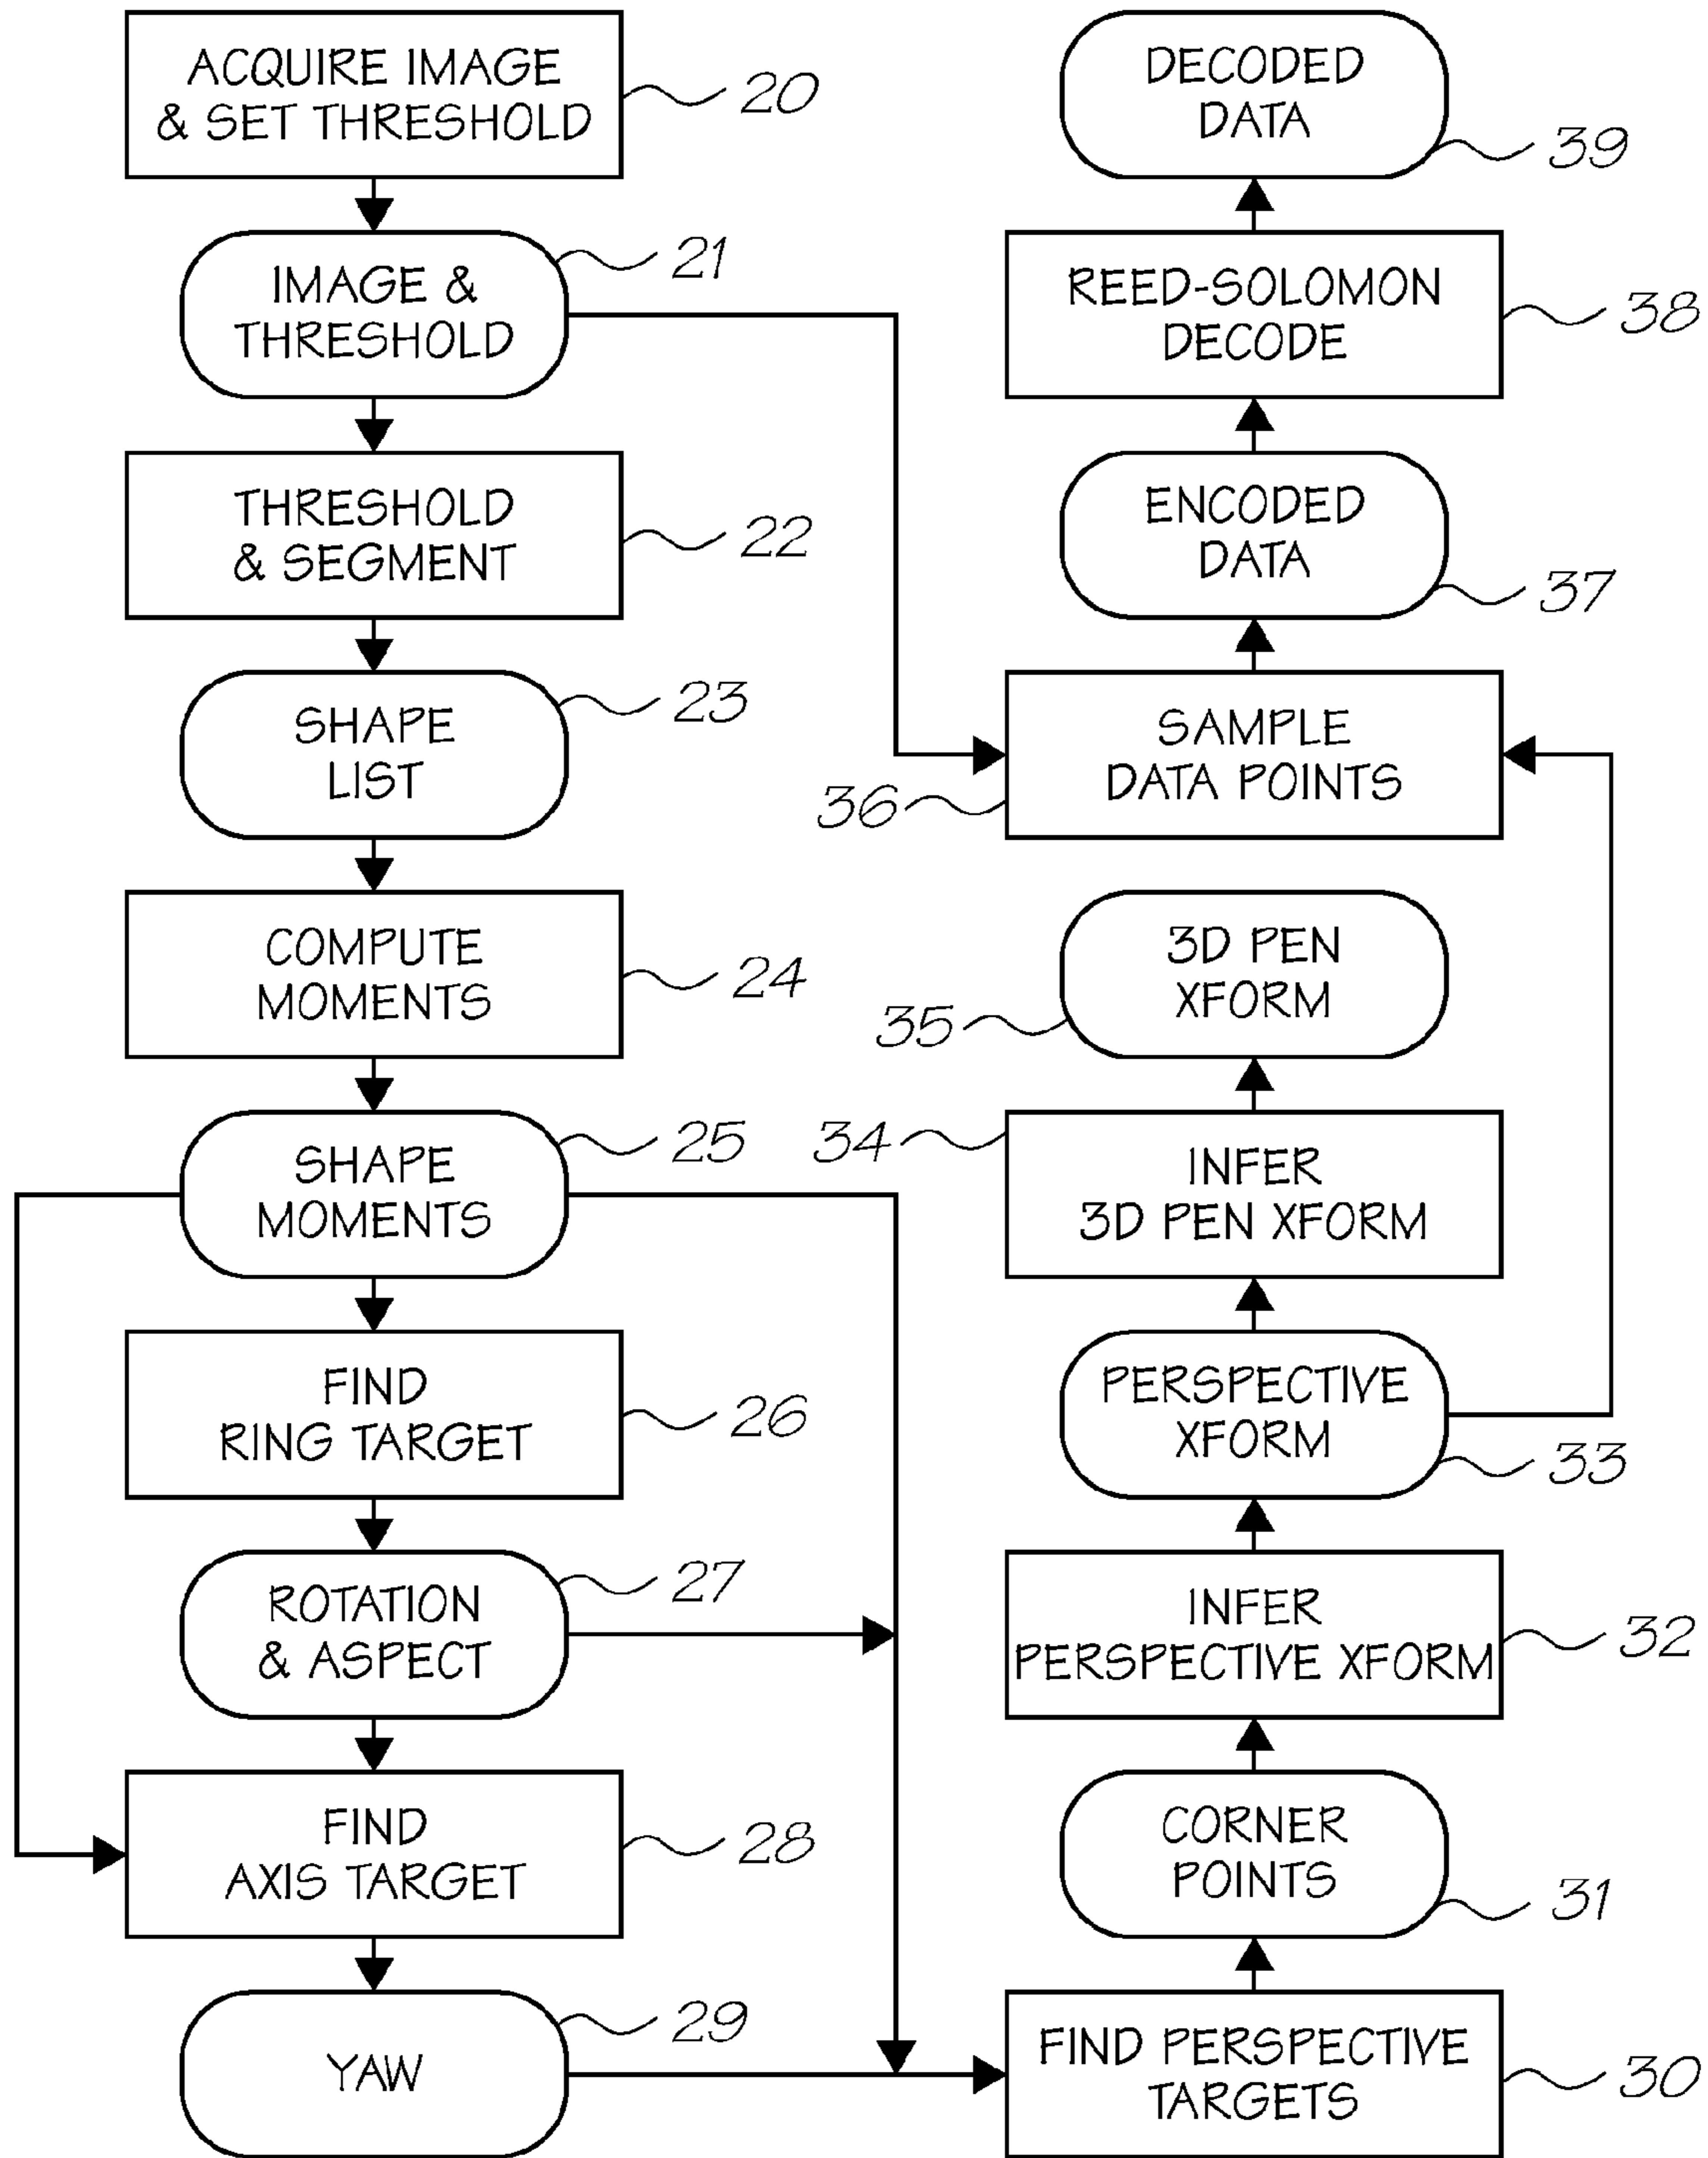 ACQUIRE IMAGE
& SET THRESHOLD
20
IMAGE &
THRESHOLD
21
THRESHOLD
& SEGMENT
22
SHAPE
LIST
23
COMPUTE
MOMENTS
24
SHAPE
MOMENTS
25
FIND
RING TARGET
26
ROTATION
& ASPECT
27
FIND
AXIS TARGET
28
YAW
29
FIND PERSPECTIVE
TARGETS
30
CORNER
POINTS
31
INFER
PERSPECTIVE XFORM
32
PERSPECTIVE
XFORM
33
INFER
3D PEN XFORM
34
3D PEN
XFORM
35
SAMPLE
DATA POINTS
36
ENCODED
DATA
37
REED-SOLOMON
DECODE
38
DECODED
DATA
39